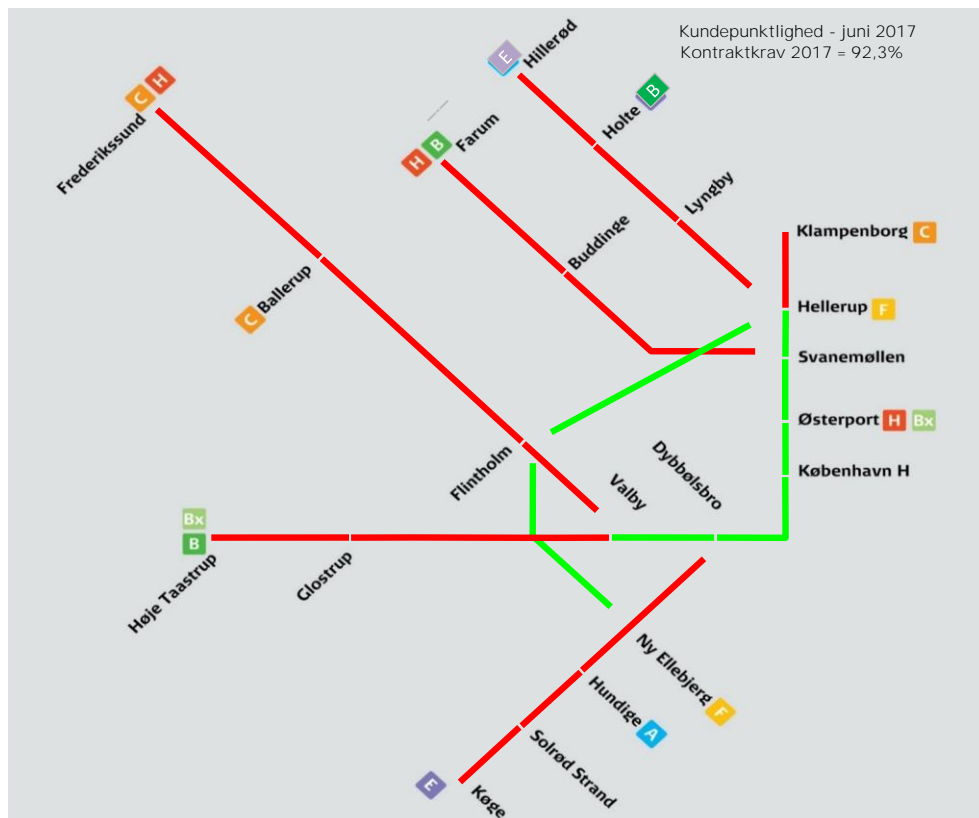 Kundepunktlighed - juni 2017
Kontraktkrav 2017 = 92,3%
E
Hillerød
B
Holte
Lyngby
C
H
Frederikssund
H
B
Farum
Buddinge
C
Ballerup
Klampenborg C
Hellerup F
Svanemøllen
Østerport H Bx
København H
Flintholm
Valby
Dybbølsbro
Bx
B
Høje Taastrup
Glostrup
Ny Ellebjerg
F
Hundige
A
Solrød Strand
E
Køge